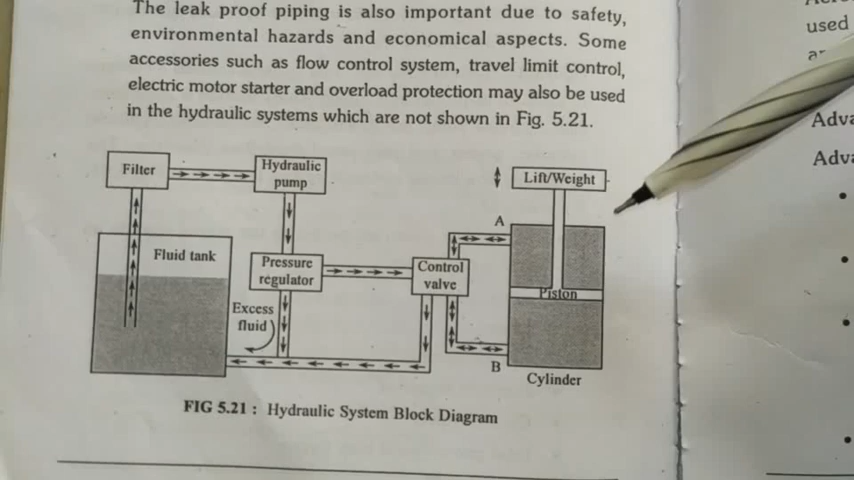 The leak proof piping is also important due to safety,
environmental hazards and economical aspects. Some
accessories such as flow control system, travel limit control,
electric motor starter and overload protection may also be used
in the hydraulic systems which are not shown in Fig. 5.21.
Filter
Hydraulic
pump
Lift/Weight
A
Fluid tank
Pressure
regulator
Control
valve
Piston
Excess
fluid
B
Cylinder
FIG 5.21 : Hydraulic System Block Diagram
used
Adva
Adva